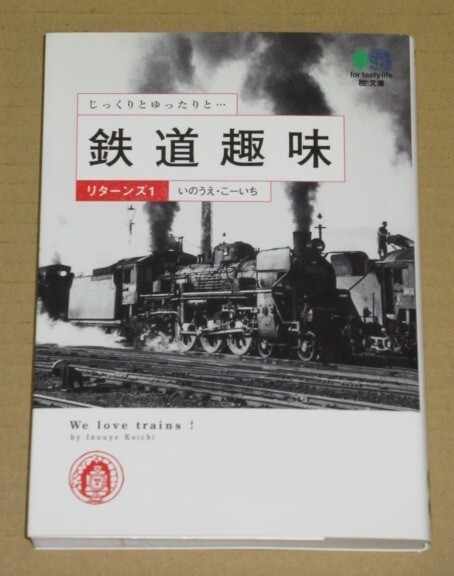 for tasty life
枻文庫
じっくりとゆったりと…
鉄道趣味
リターンズ1
いのうえ・こーいち
We love trains !
by Inouye Koichi